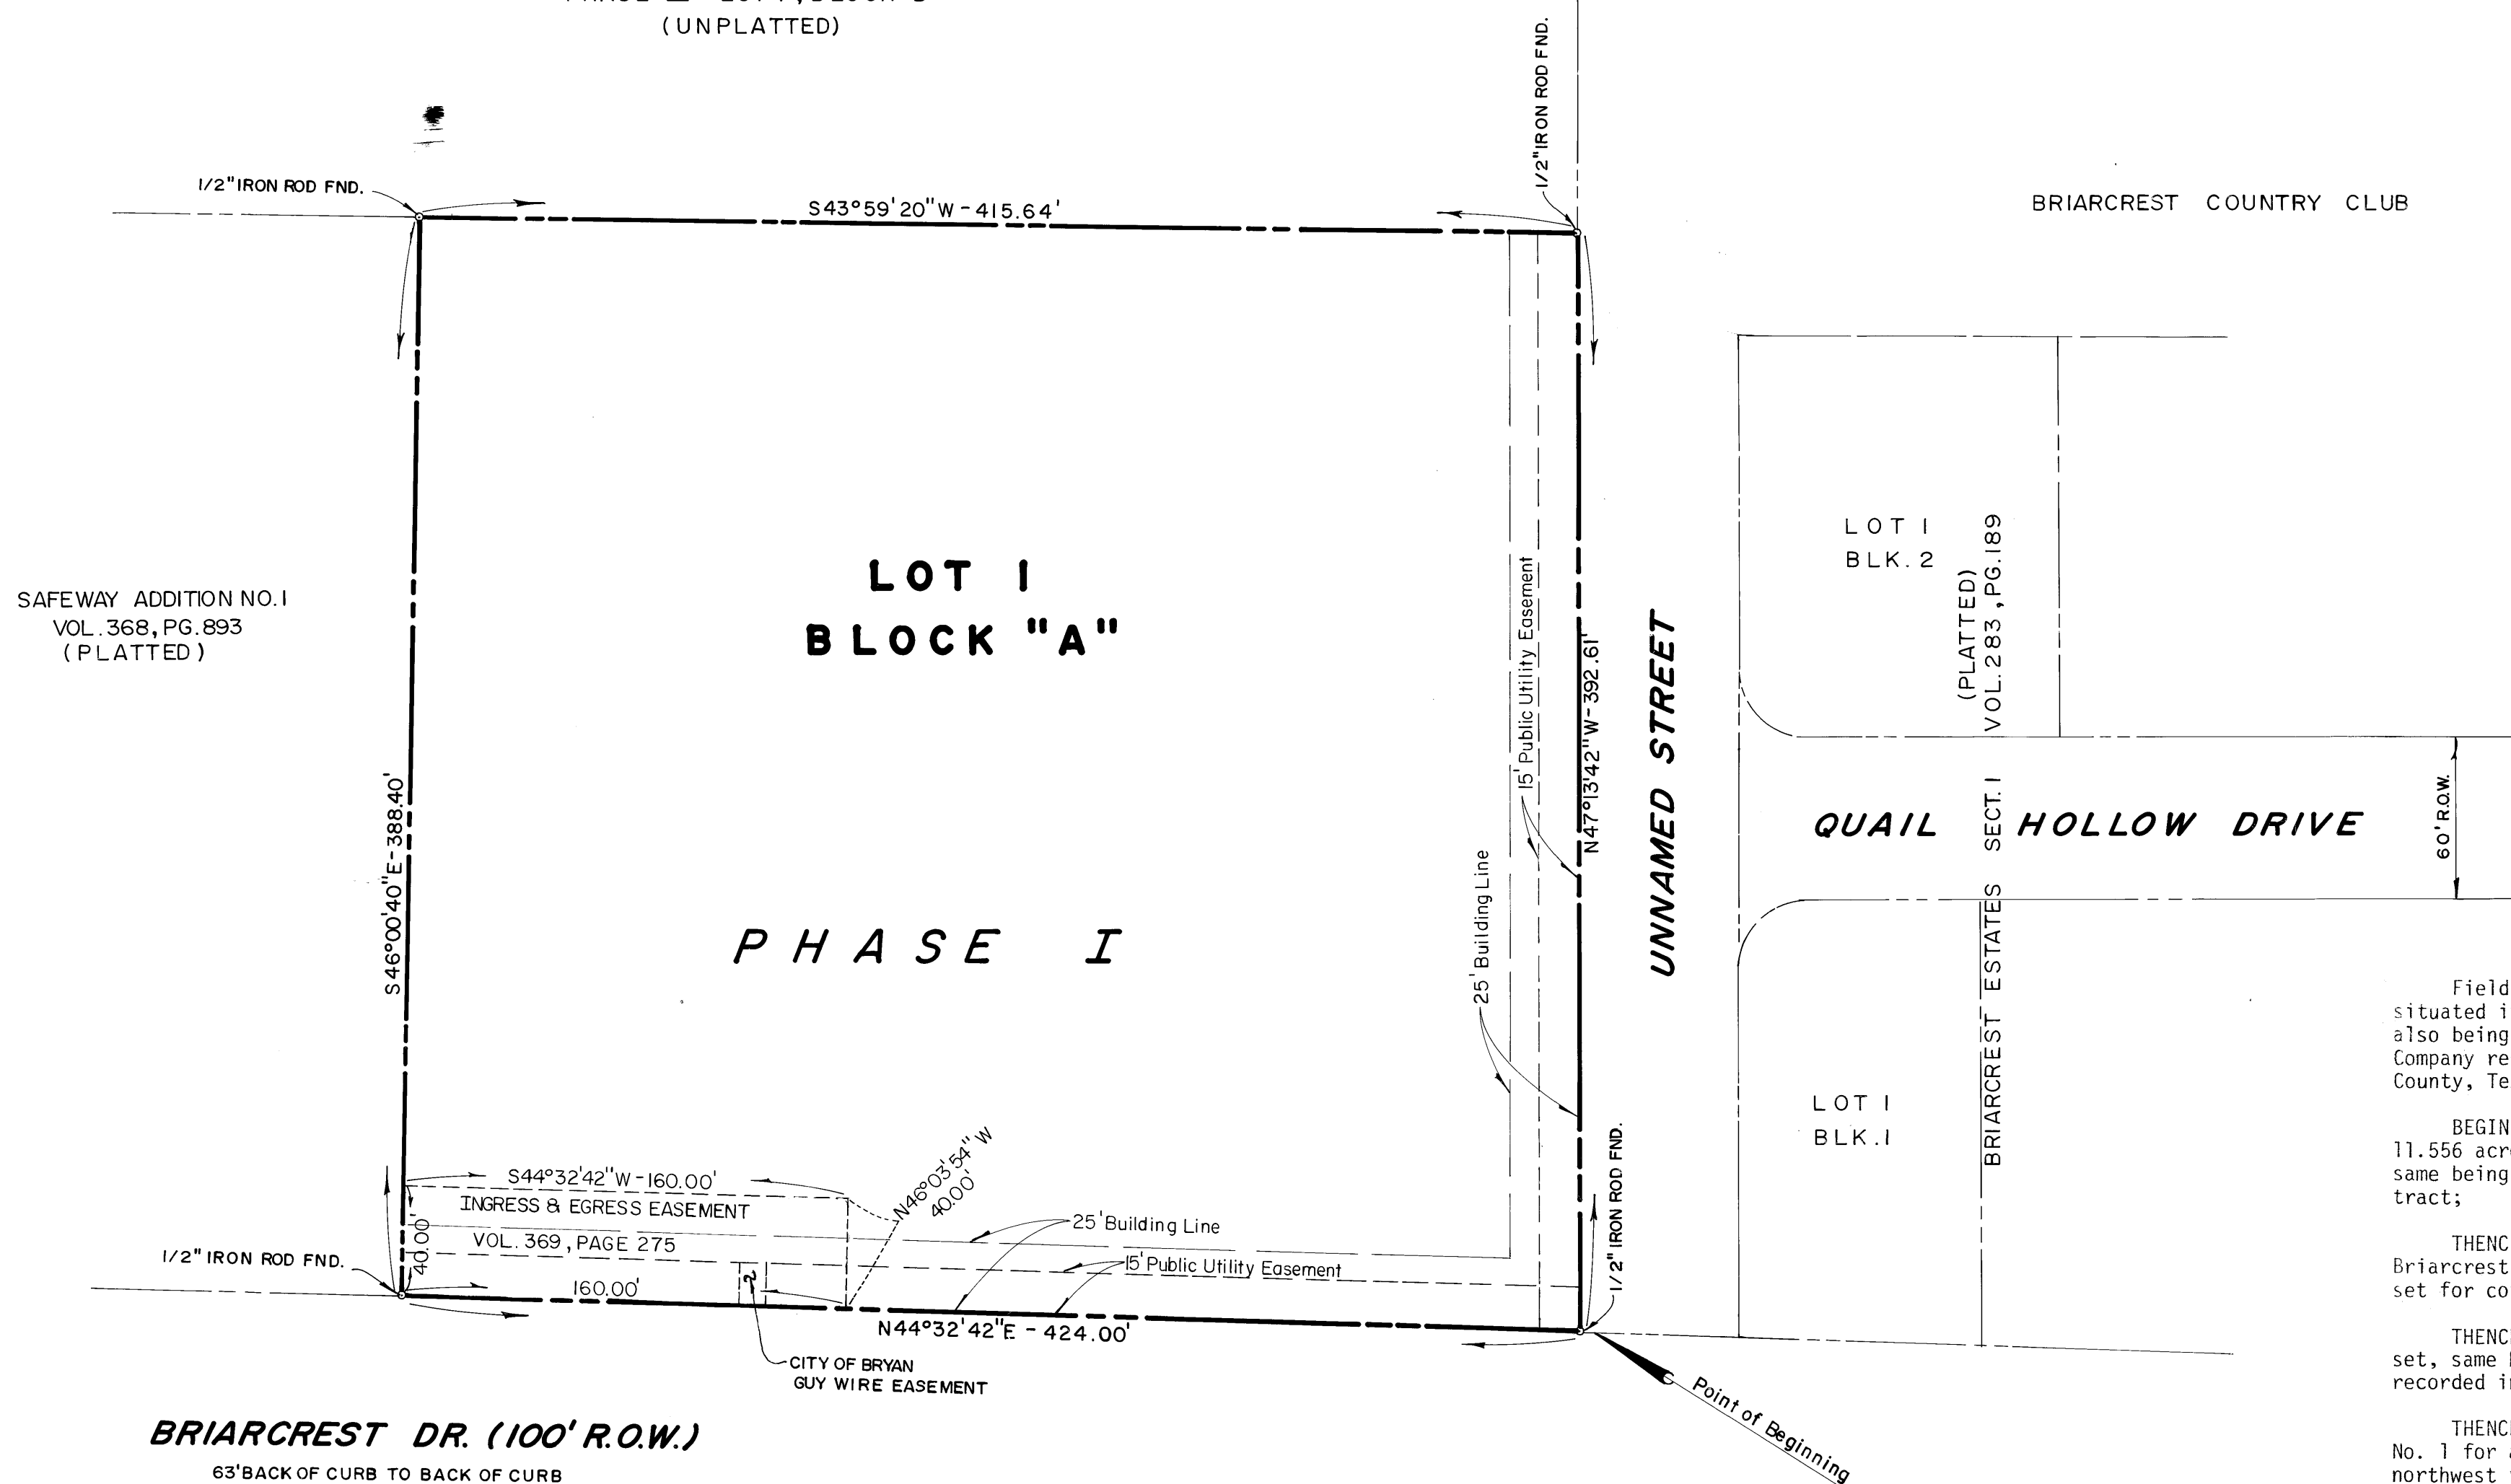 (UNPLATTED)
1/2" IRON ROD FND.
1/2" IRON ROD FND.
S43°59'20"W - 415.64'
BRIARCREST COUNTRY CLUB
LOT 1
BLOCK "A"
PHASE I
SAFEWAY ADDITION NO. 1
VOL. 368, PG. 893
(PLATTED)
S46°00'40"E - 388.40'
15' Public Utility Easement
N47°13'42"W - 392.61'
25' Building Line
UNNAMED STREET
LOT 1
BLK. 2
(PLATTED)
VOL. 283, PG. 189
BRIARCREST ESTATES SECT. 1
QUAIL HOLLOW DRIVE
60' R.O.W.
LOT 1
BLK. 1
S44°32'42"W - 160.00'
INGRESS & EGRESS EASEMENT
VOL. 369, PAGE 275
N46°03'54"W
40.00'
40.00'
25' Building Line
15' Public Utility Easement
1/2" IRON ROD FND.
1/2" IRON ROD FND.
160.00'
N44°32'42"E - 424.00'
CITY OF BRYAN
GUY WIRE EASEMENT
Point of Beginning
BRIARCREST DR. (100' R.O.W.)
63' BACK OF CURB TO BACK OF CURB
Field
situated i
also being
Company re
County, Te
BEGIN
11.556 acr
same being
tract;
THENC
Briarcrest
set for co
THENC
set, same
recorded i
THENC
No. 1 for
northwest